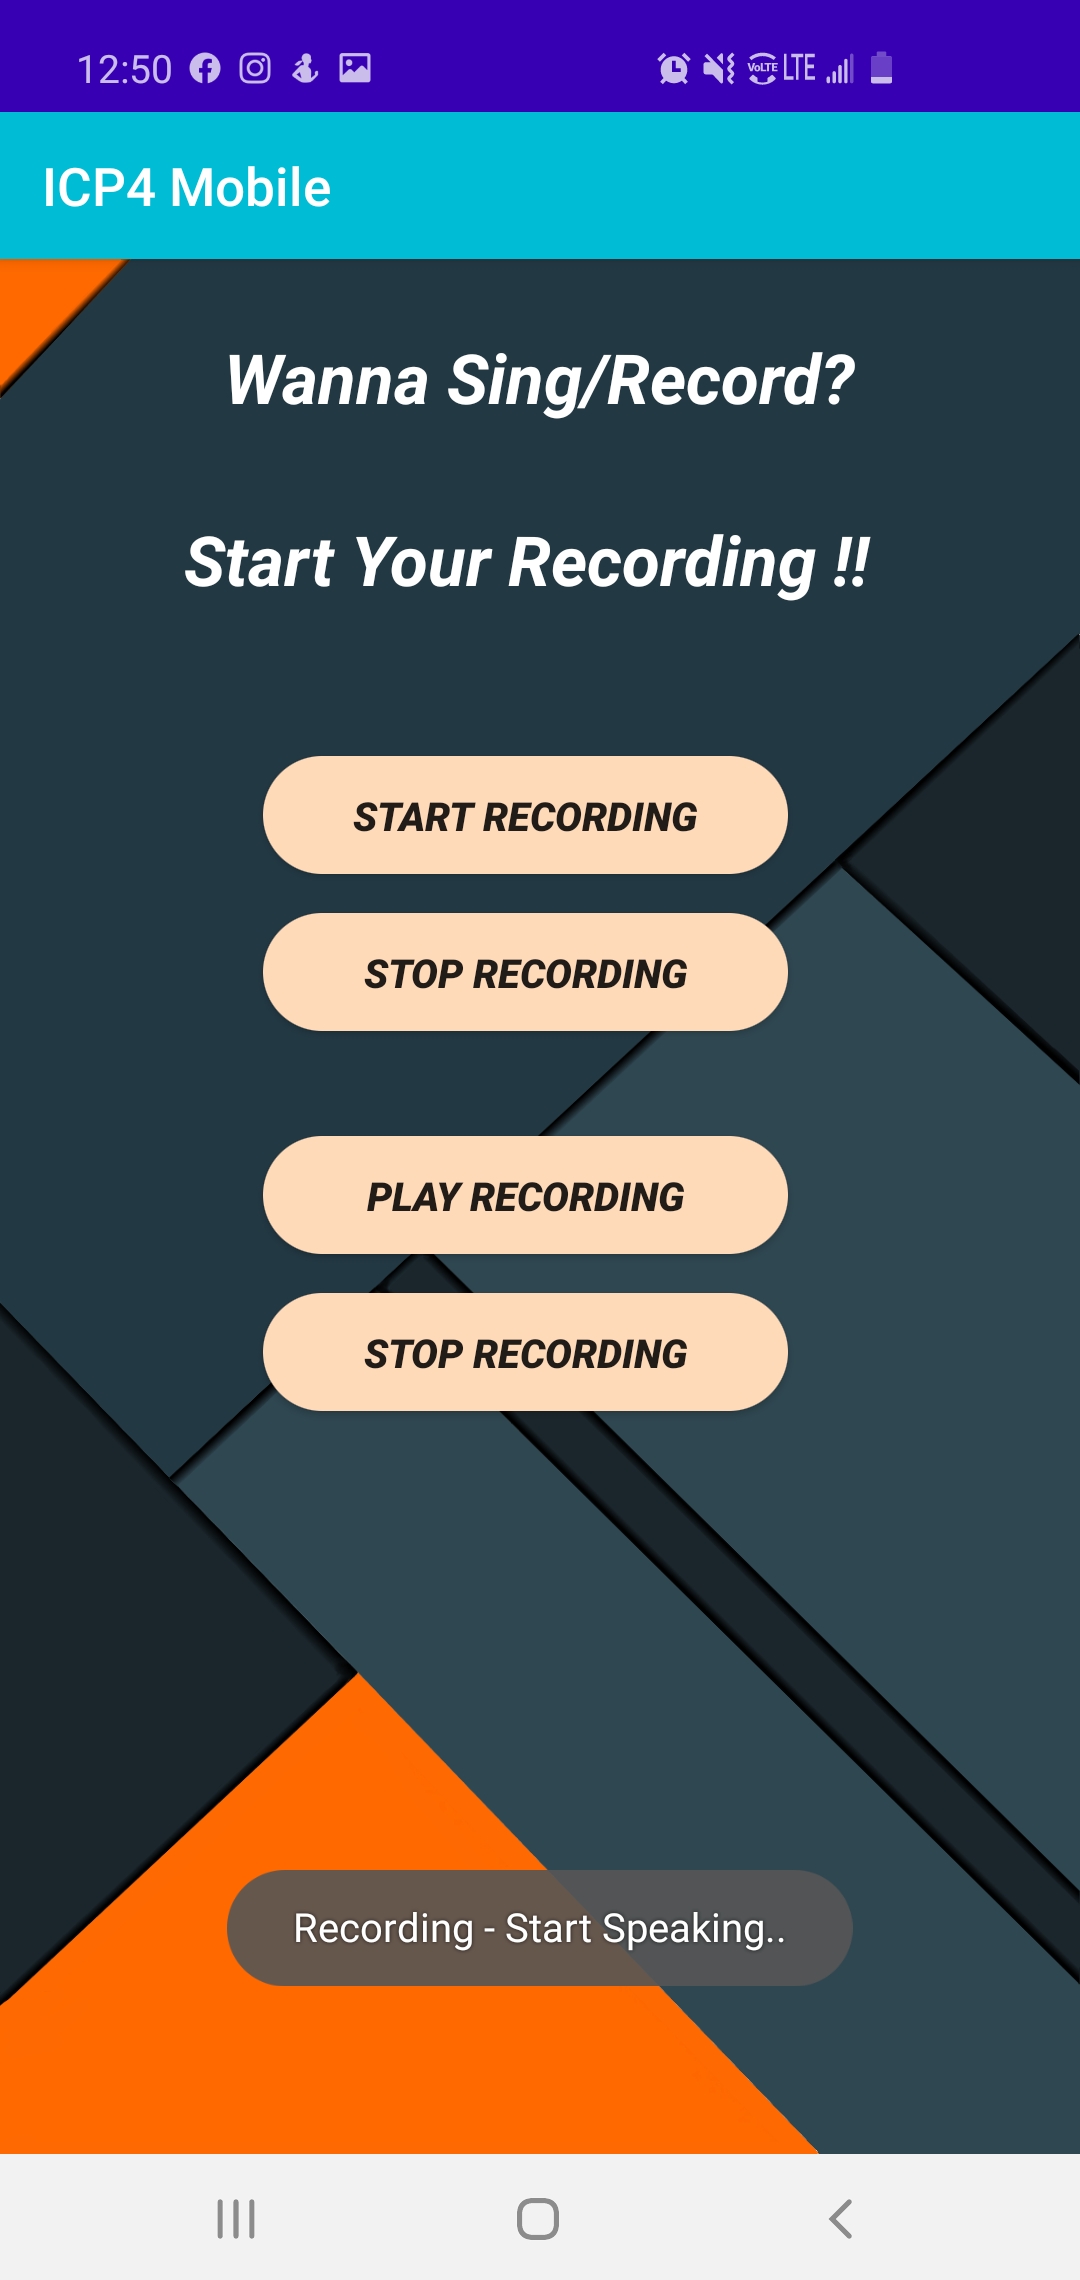 12:50 VoLTE LTE
ICP4 Mobile
Wanna Sing/Record?
Start Your Recording !!
START RECORDING
STOP RECORDING
PLAY RECORDING
STOP RECORDING
Recording - Start Speaking..